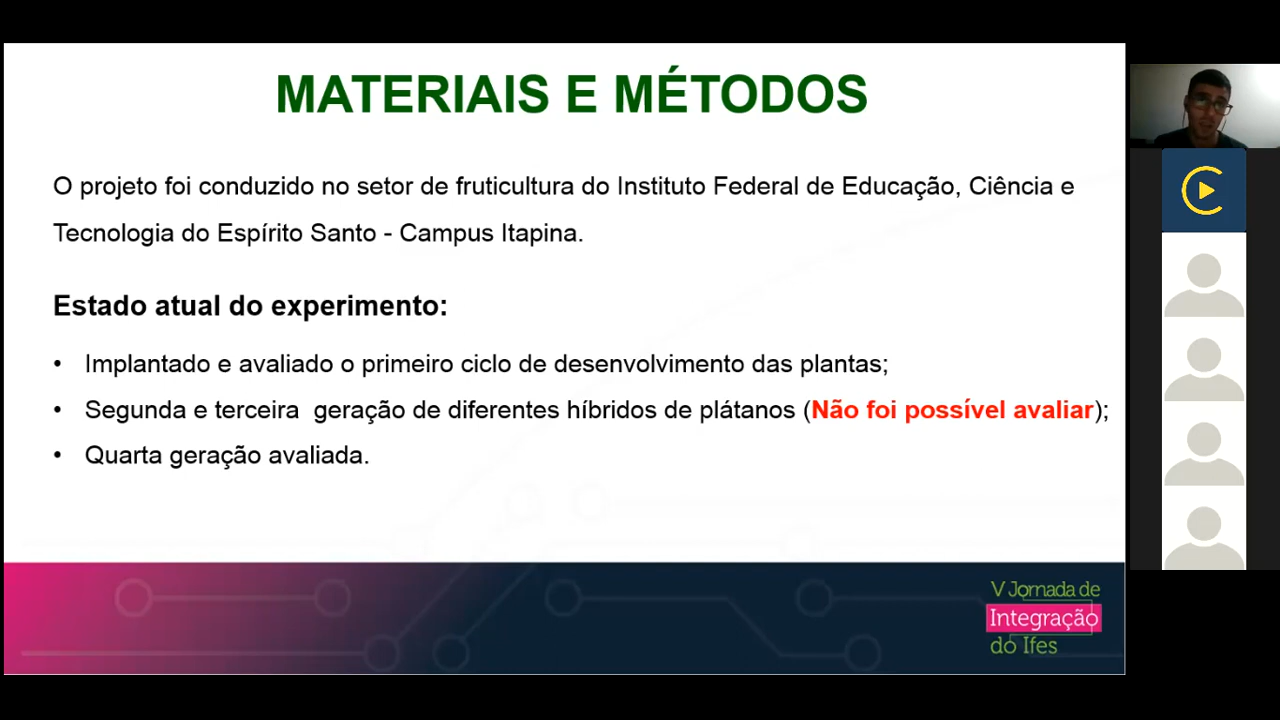 MATERIAIS E MÉTODOS
O projeto foi conduzido no setor de fruticultura do Instituto Federal de Educação, Ciência e
Tecnologia do Espírito Santo - Campus Itapina.
Estado atual do experimento:
• Implantado e avaliado o primeiro ciclo de desenvolvimento das plantas;
• Segunda e terceira geração de diferentes híbridos de plátanos (Não foi possível avaliar);
• Quarta geração avaliada.
V Jornada de
Integração
do Ifes